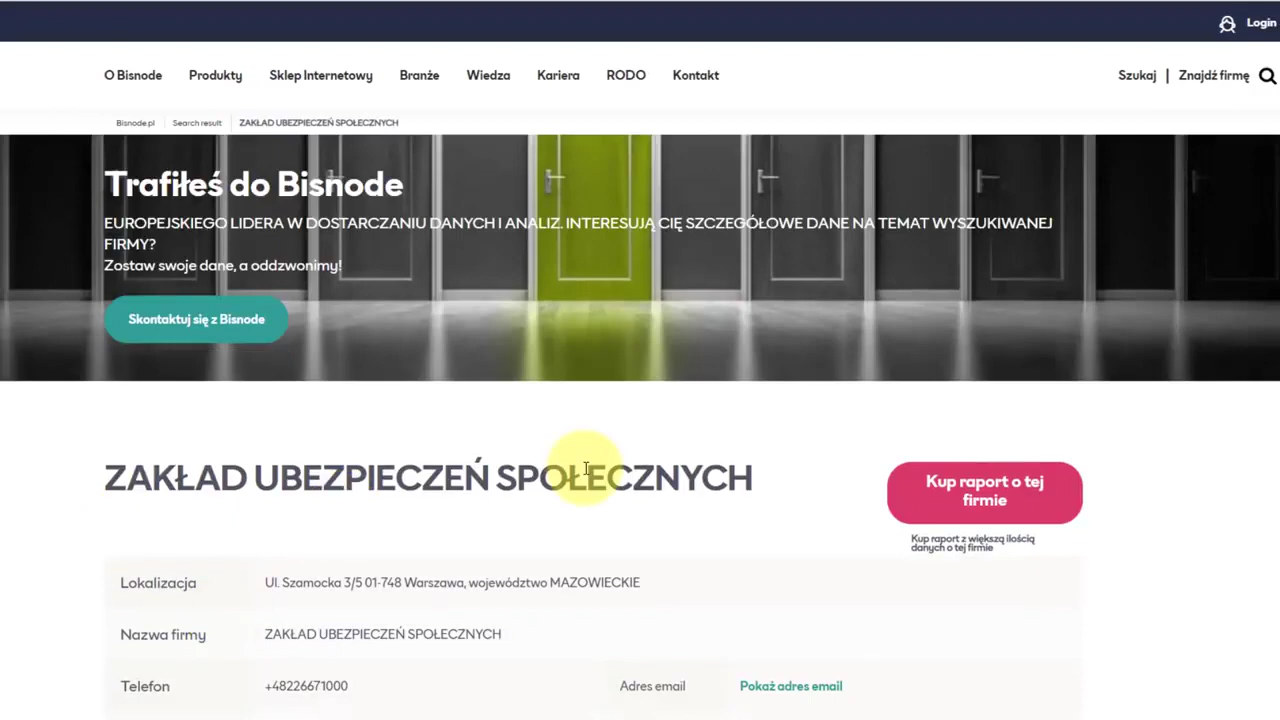 Login
O Bisnode Produkty Sklep Internetowy Branże Wiedza Kariera RODO Kontakt Szukaj | Znajdź firmę
Bisnode.pl Search result ZAKŁAD UBEZPIECZEŃ SPOŁECZNYCH
Trafiłeś do Bisnode
EUROPEJSKIEGO LIDERA W DOSTARCZANIU DANYCH I ANALIZ. INTERESUJĄ CIĘ SZCZEGÓŁOWE DANE NA TEMAT WYSZUKIWANEJ
FIRMY?
Zostaw swoje dane, a oddzwonimy!
Skontaktuj się z Bisnode
ZAKŁAD UBEZPIECZEŃ SPOŁECZNYCH
Kup raport o tej
firmie
Kup raport z większą ilością
danych o tej firmie
Lokalizacja Ul. Szamocka 3/5 01-748 Warszawa, województwo MAZOWIECKIE
Nazwa firmy ZAKŁAD UBEZPIECZEŃ SPOŁECZNYCH
Telefon +48226671000 Adres email Pokaż adres email